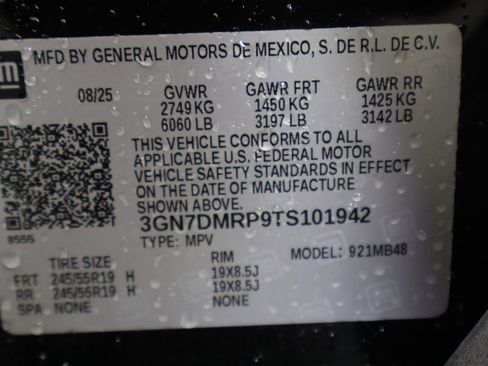 gm
MFD BY GENERAL MOTORS DE MEXICO, S. DE R.L. DE C.V.
08/25 GVWR GAWR FRT GAWR RR
2749 KG 1450 KG 1425 KG
6060 LB 3197 LB 3142 LB
THIS VEHICLE CONFORMS TO ALL
APPLICABLE U.S. FEDERAL MOTOR
VEHICLE SAFETY STANDARDS IN EFFECT
ON THE DATE OF MANUFACTURE
SHOWN ABOVE.
8555 3GN7DMRP9TS101942
TYPE: MPV MODEL: 921MB48
TIRE SIZE RIM
FRT 245/55R19 H 19X8.5J
RR 245/55R19 H 19X8.5J
SPA NONE NONE